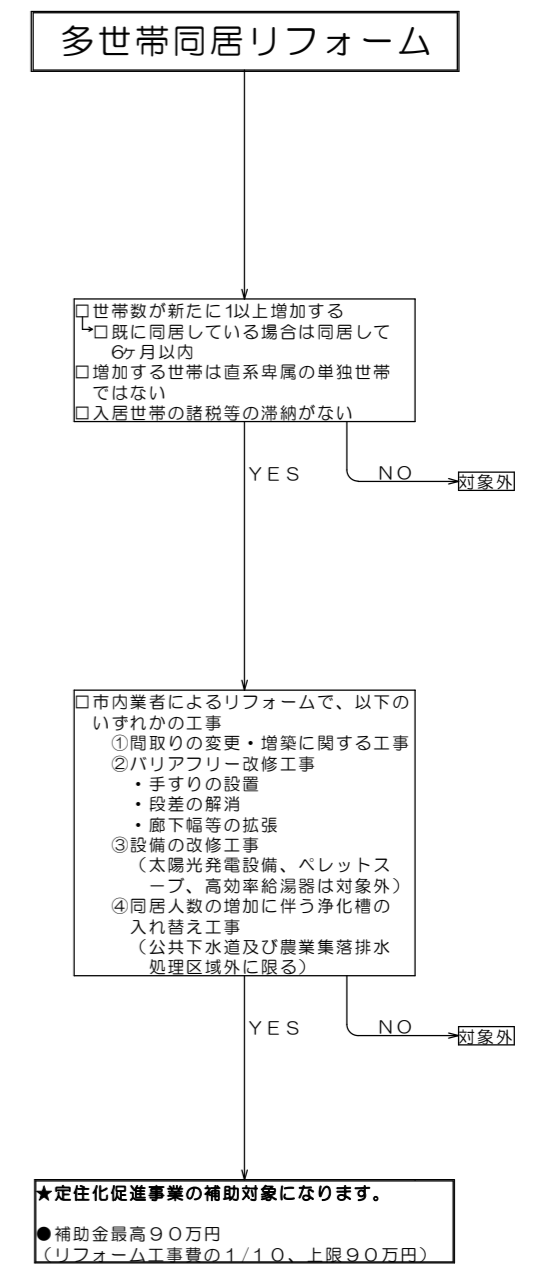 多世帯同居リフォーム
□世帯数が新たに1以上増加する
□既に同居している場合は同居して
6ケ月以内
□増加する世帯は直系卑属の単独世帯
ではない
□入居世帯の諸税等の滞納がない
YES
NO
対象外
□市内業者によるリフォームで、以下の
いずれかの工事
①間取りの変更・増築に関する工事
②バリアフリー改修工事
・手すりの設置
・段差の解消
・廊下幅等の拡張
③設備の改修工事
（太陽光発電設備、ペレットス
ーブ、高効率給湯器は対象外）
④同居人数の増加に伴う浄化槽の
入れ替え工事
（公共下水道及び農業集落排水
処理区域外に限る）
YES
NO
対象外
★定住化促進事業の補助対象になります。
●補助金最高９０万円
（リフォーム工事費の１/１０、上限９０万円）